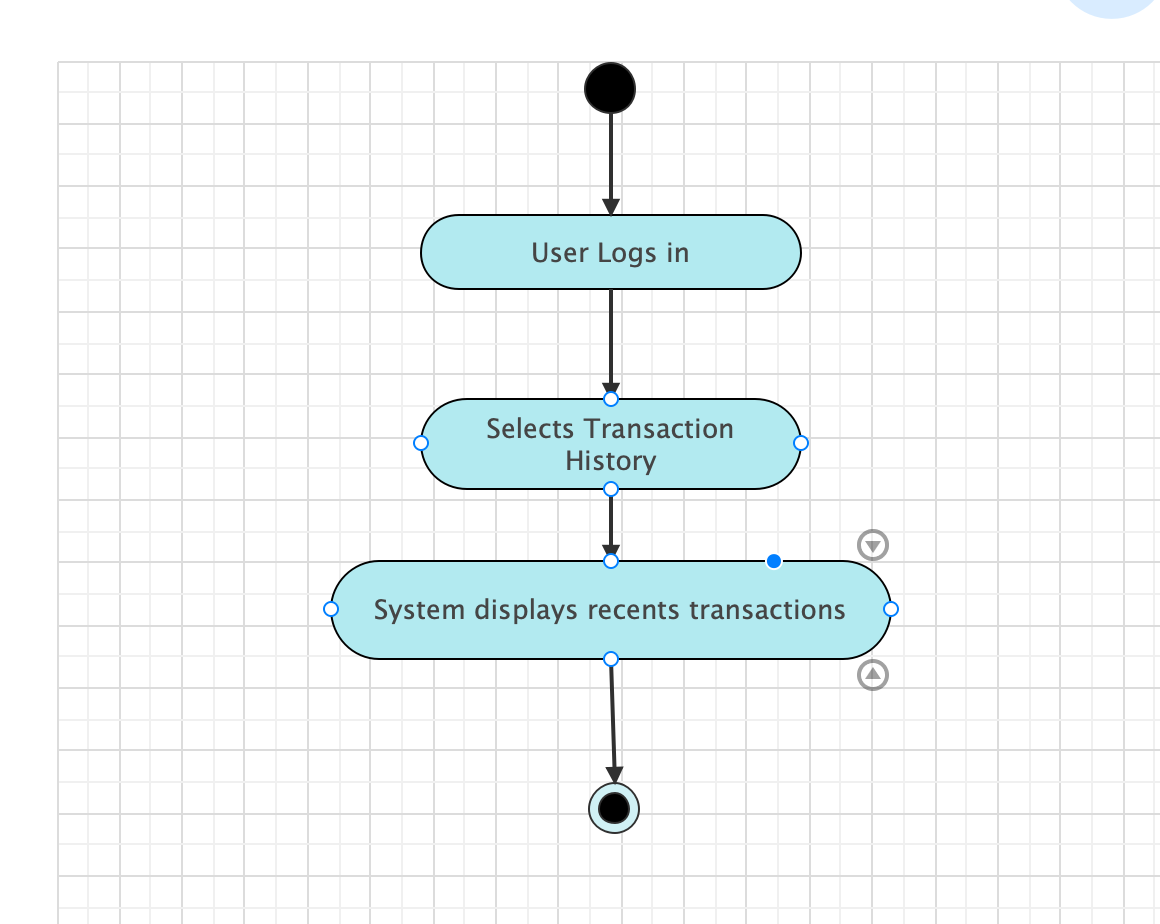 User Logs in
Selects Transaction
History
System displays recents transactions